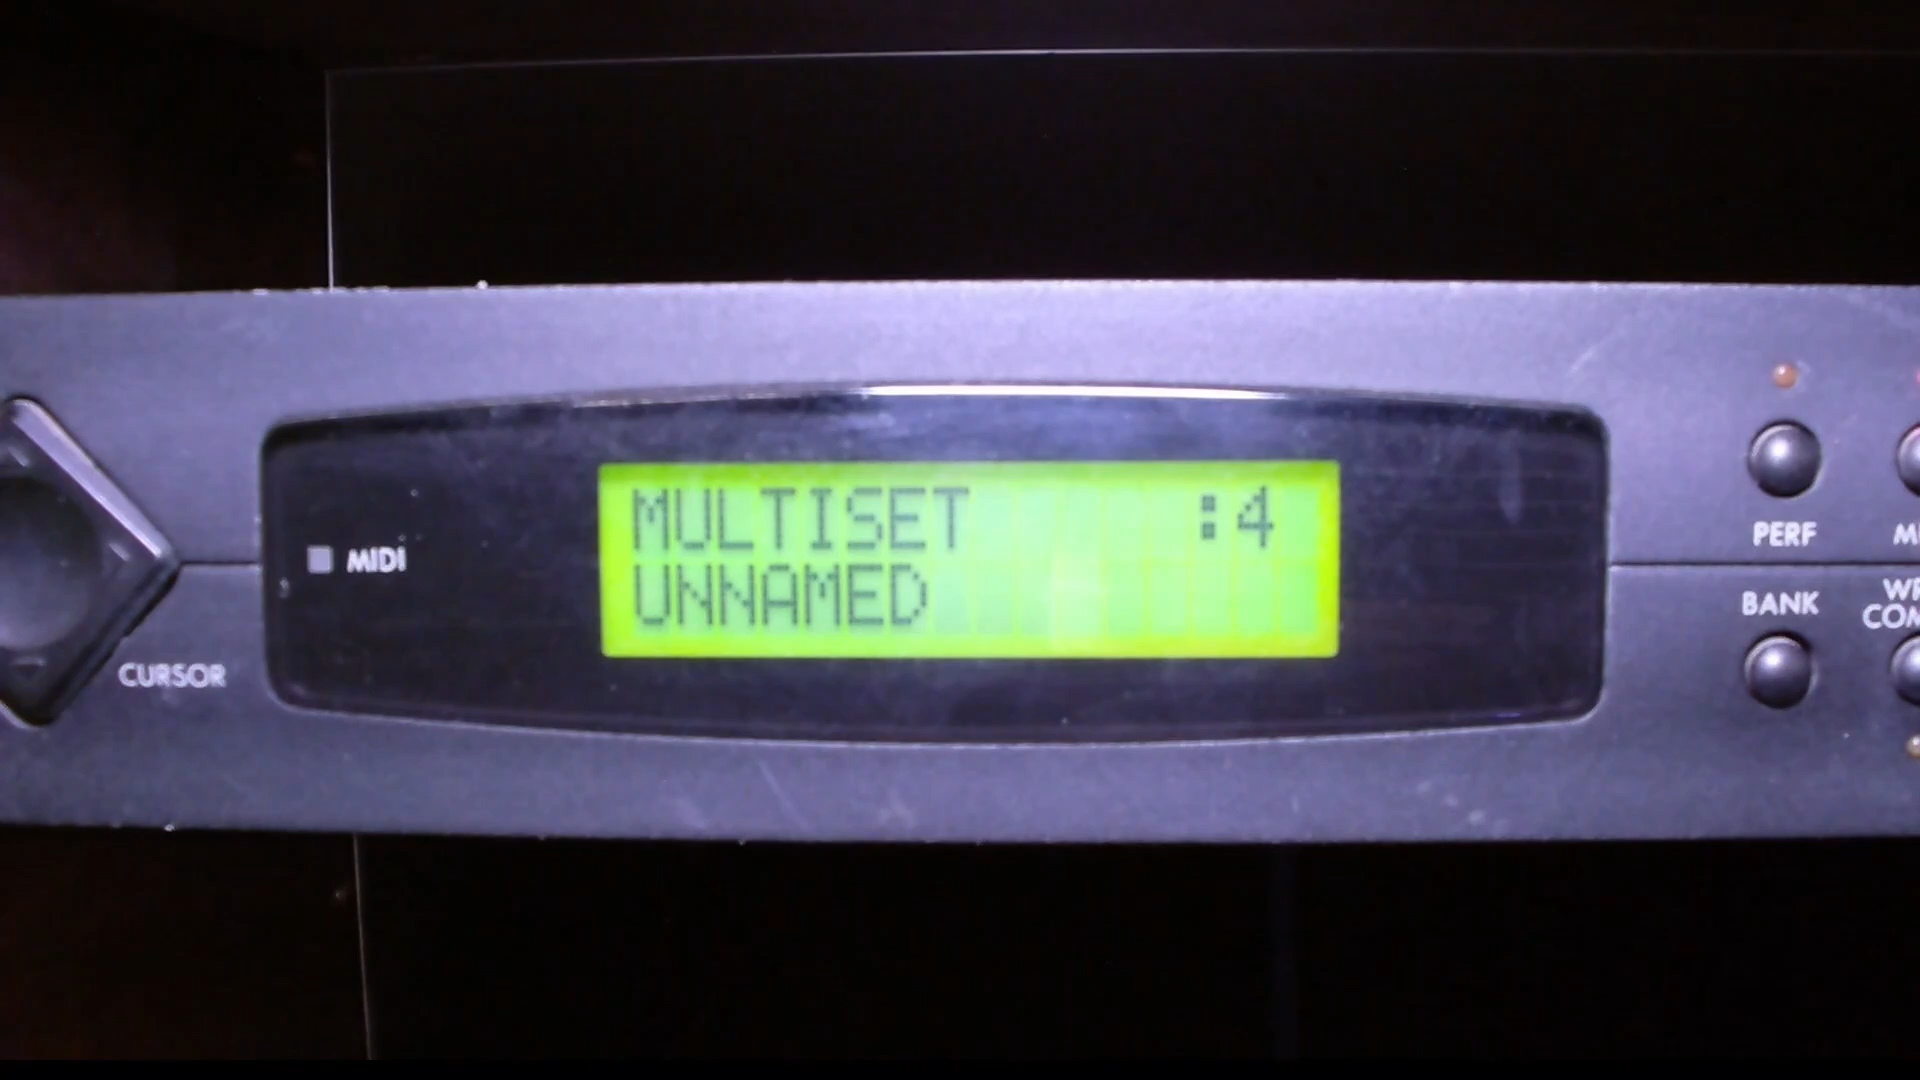 MULTISET :4
UNNAMED
MIDI
CURSOR
PERF
BANK